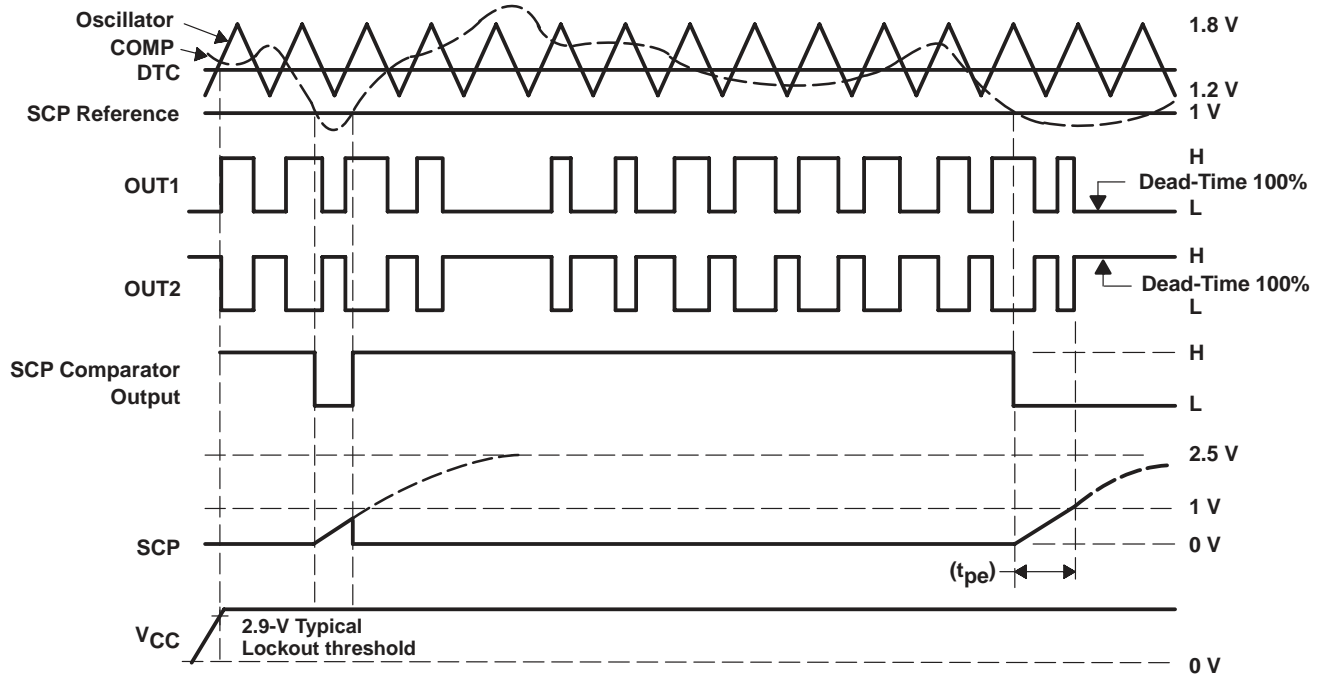 Oscillator
COMP
DTC
SCP Reference
1.8 V
1.2 V
1 V
OUT1
H
Dead-Time 100%
L
OUT2
H
Dead-Time 100%
L
SCP Comparator
Output
H
L
2.5 V
1 V
SCP
0 V
(tpe)
VCC
2.9-V Typical
Lockout threshold
0 V